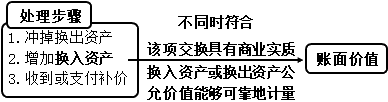 处理步骤
1. 冲掉换出资产
2. 增加换入资产
3. 收到或支付补价
不同时符合
该项交换具有商业实质
换入资产或换出资产公
允价值能够可靠地计量
账面价值